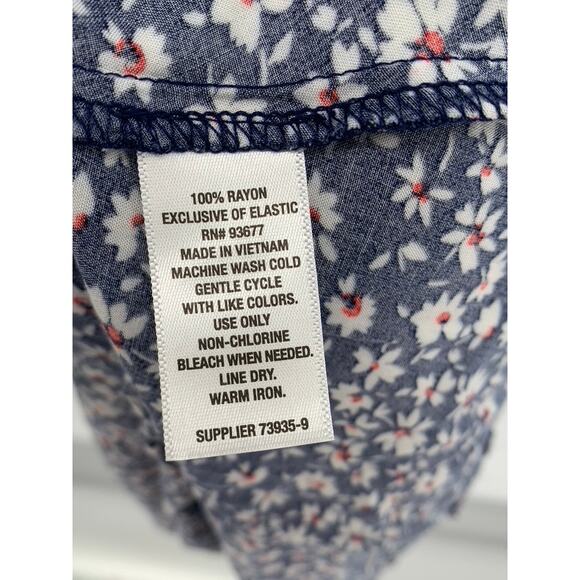 100% RAYON
EXCLUSIVE OF ELASTIC
RN# 93677
MADE IN VIETNAM
MACHINE WASH COLD
GENTLE CYCLE
WITH LIKE COLORS.
USE ONLY
NON-CHLORINE
BLEACH WHEN NEEDED.
LINE DRY.
WARM IRON.
SUPPLIER 73935-9